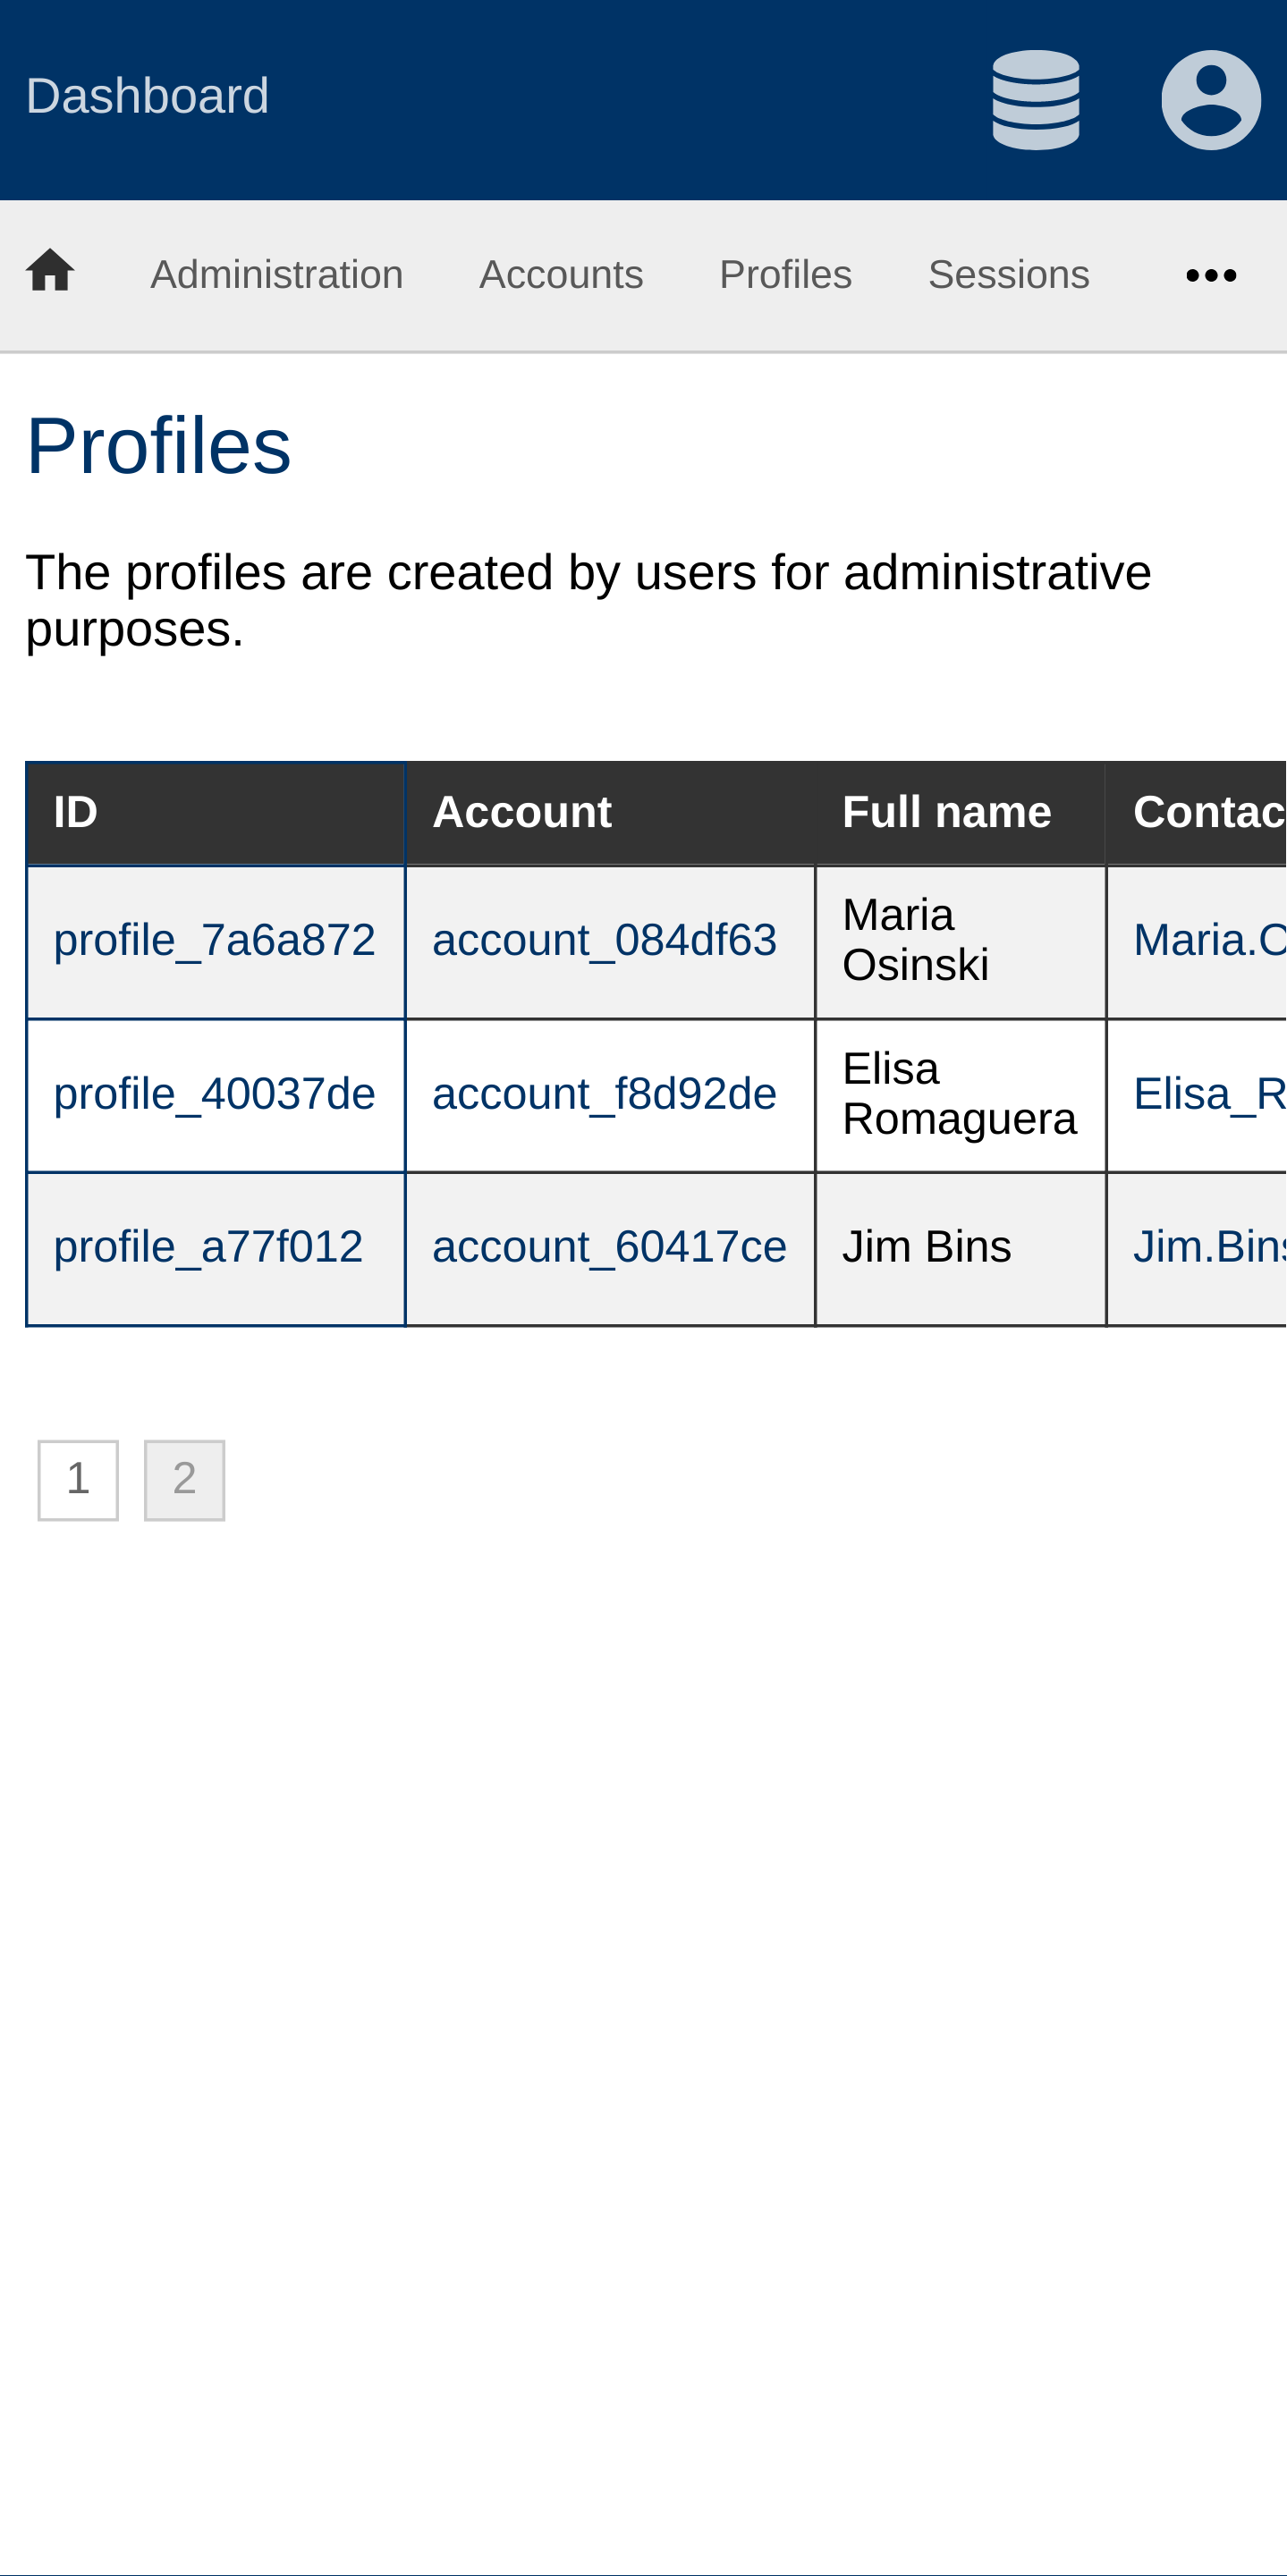 Dashboard
Administration Accounts Profiles Sessions
Profiles
The profiles are created by users for administrative
purposes.
ID Account Full name Contac
profile_7a6a872 account_084df63 Maria Osinski Maria.O
profile_40037de account_f8d92de Elisa Romaguera Elisa_R
profile_a77f012 account_60417ce Jim Bins Jim.Bins
1 2